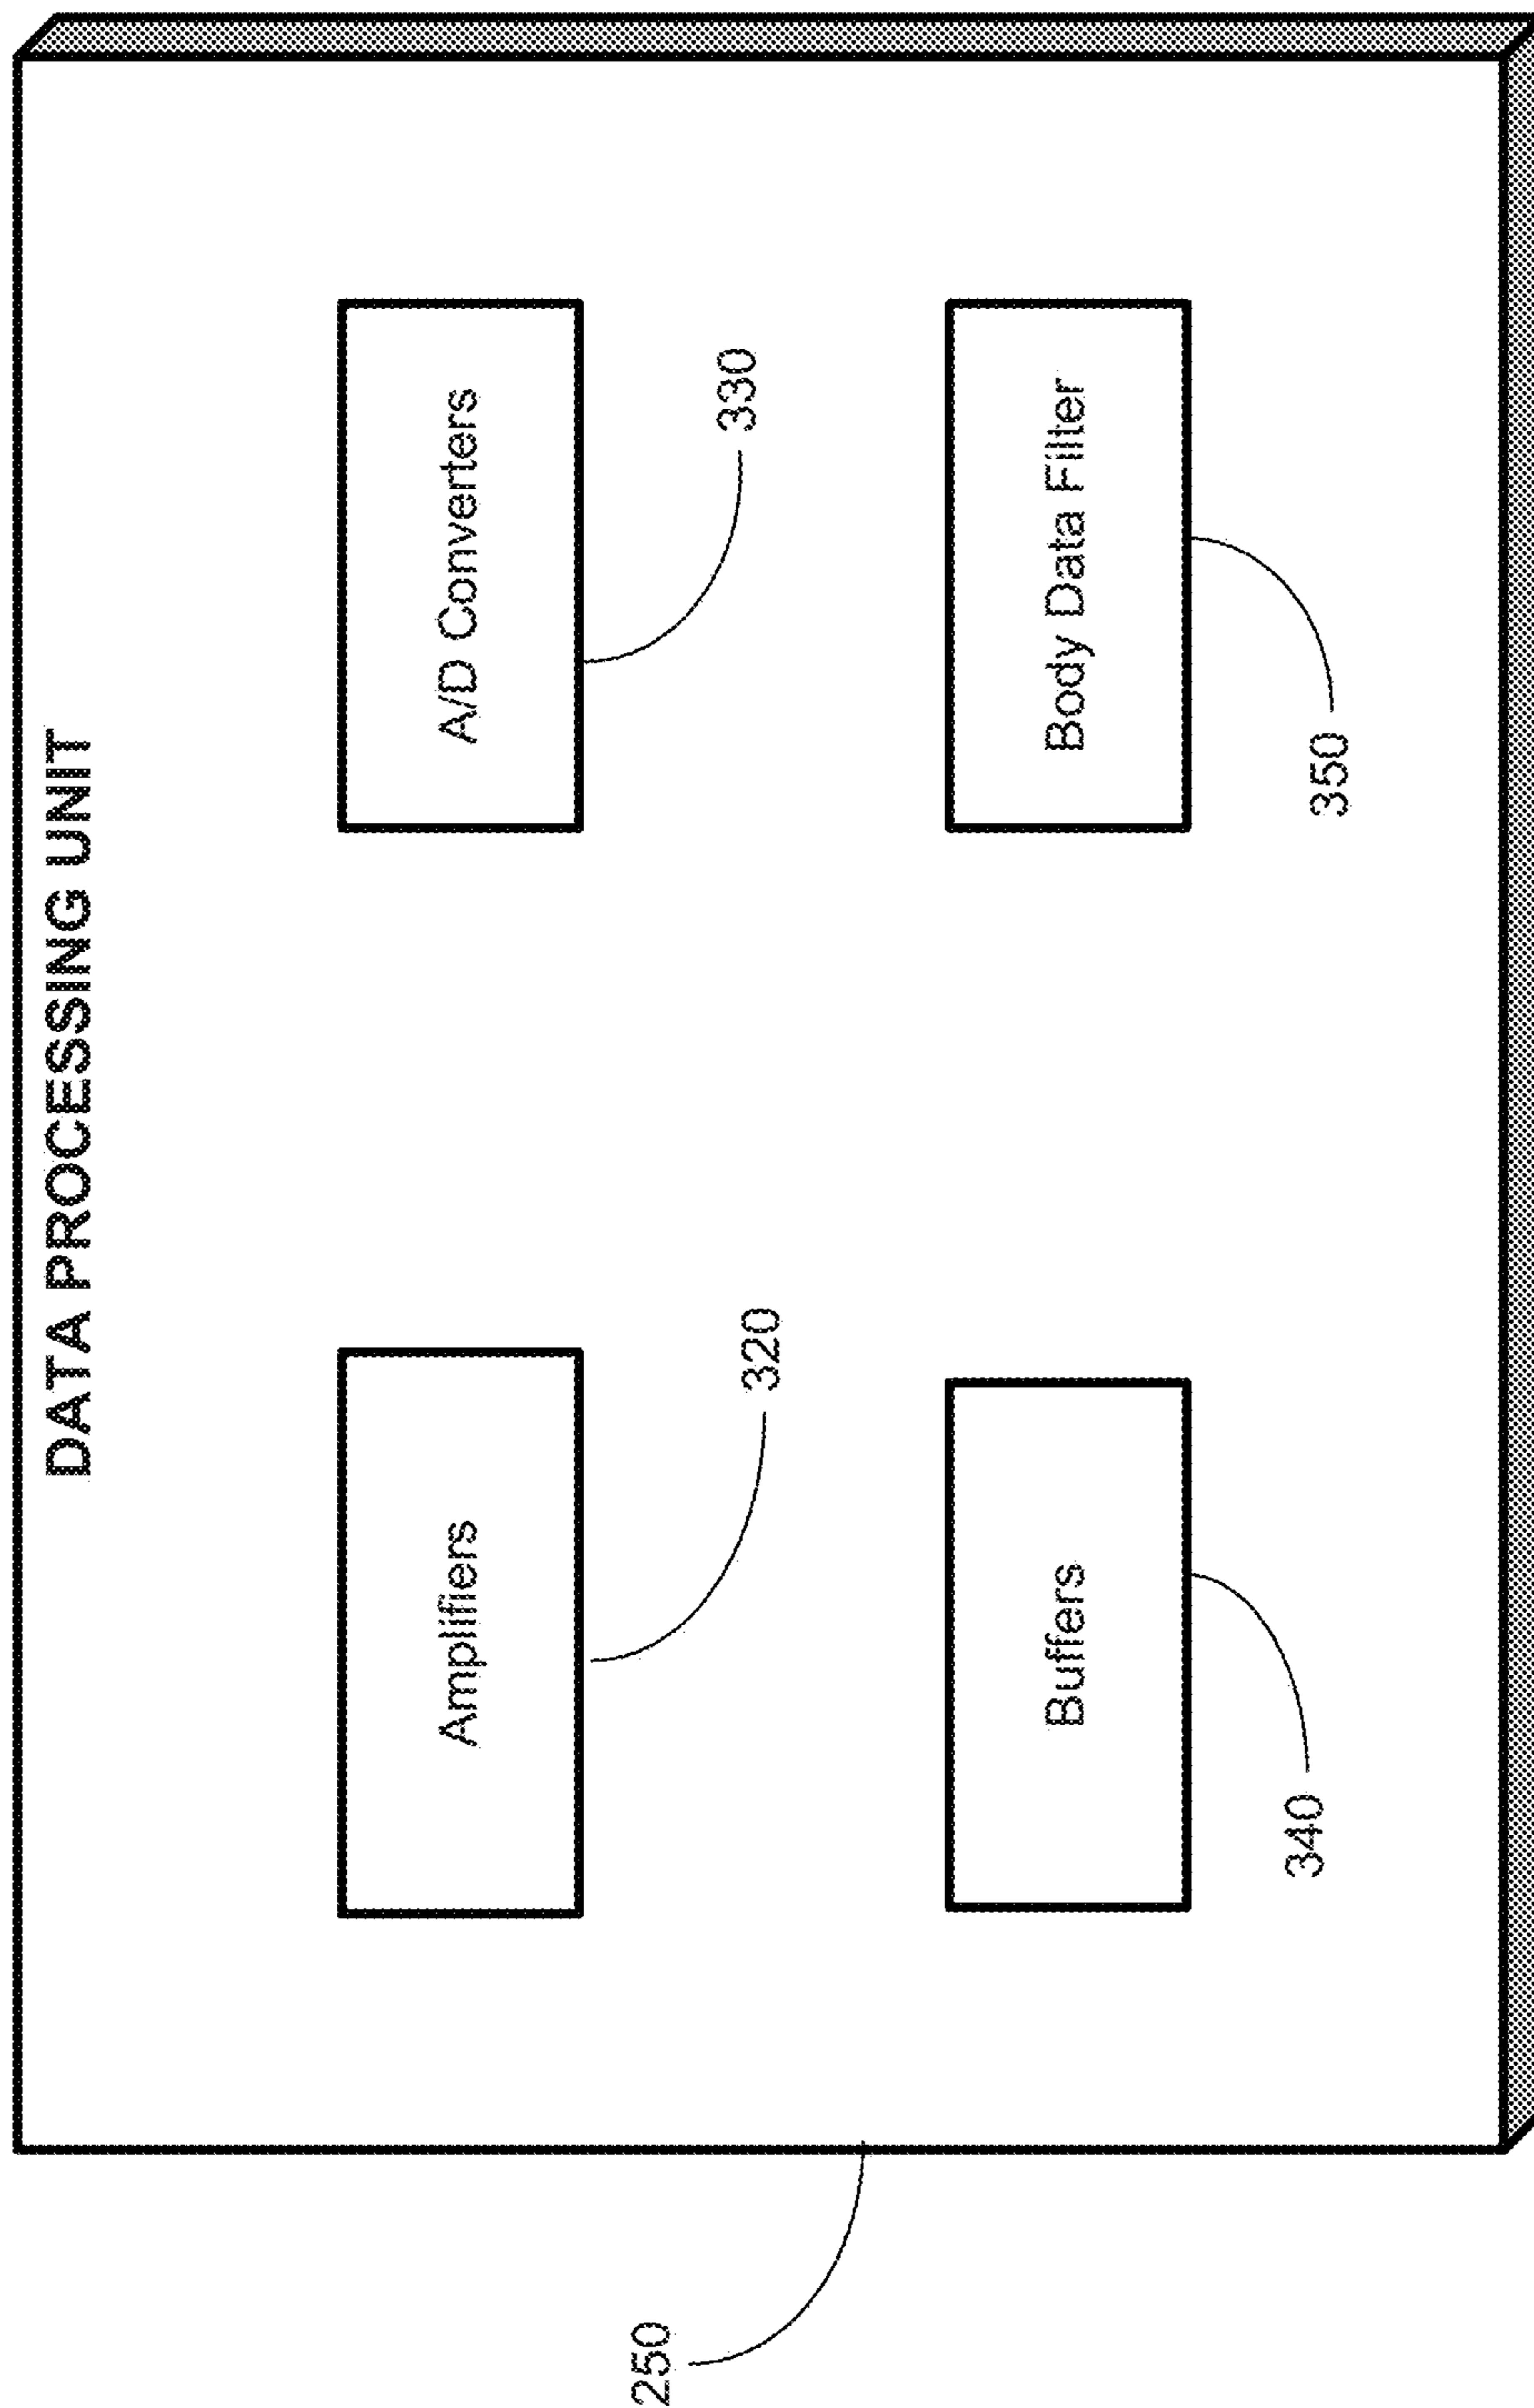 DATA PROCESSING UNIT
Amplifiers
A/D Converters
320
330
250
Buffers
Body Data Filter
340
350